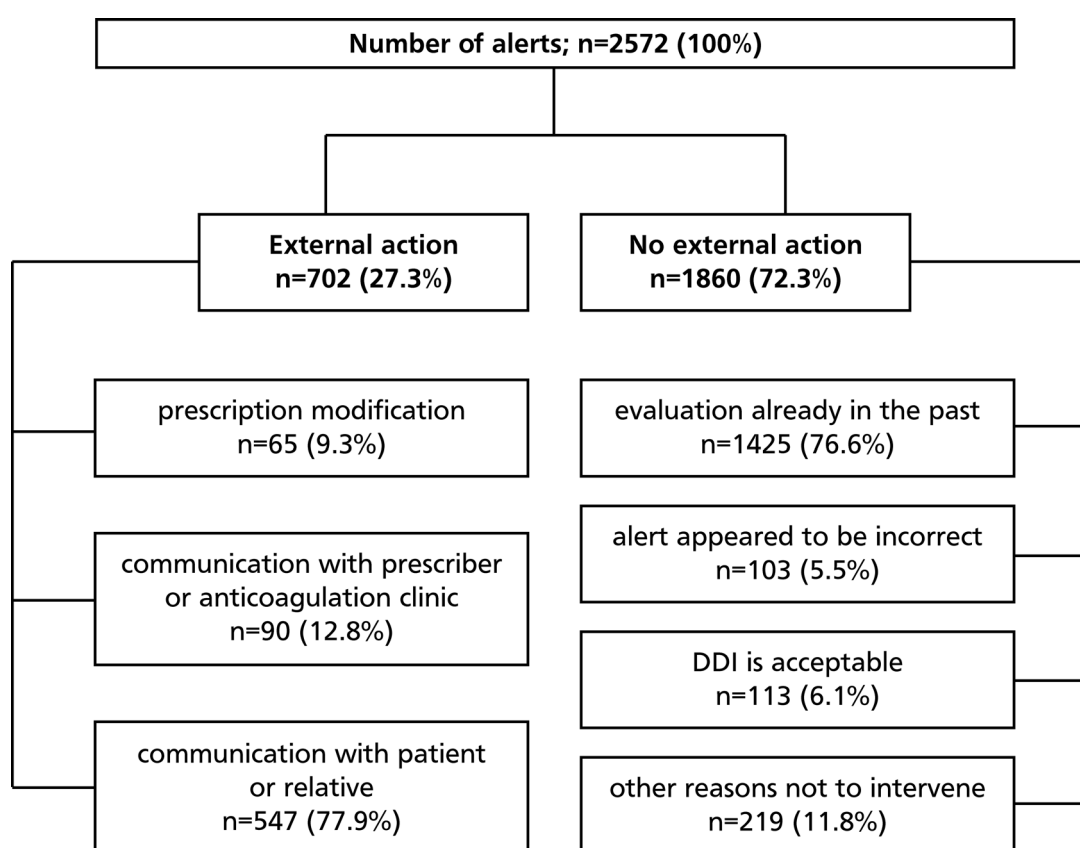 Number of alerts; n=2572 (100%)
External action
n=702 (27.3%)
No external action
n=1860 (72.3%)
prescription modification
n=65 (9.3%)
communication with prescriber
or anticoagulation clinic
n=90 (12.8%)
communication with patient
or relative
n=547 (77.9%)
evaluation already in the past
n=1425 (76.6%)
alert appeared to be incorrect
n=103 (5.5%)
DDI is acceptable
n=113 (6.1%)
other reasons not to intervene
n=219 (11.8%)